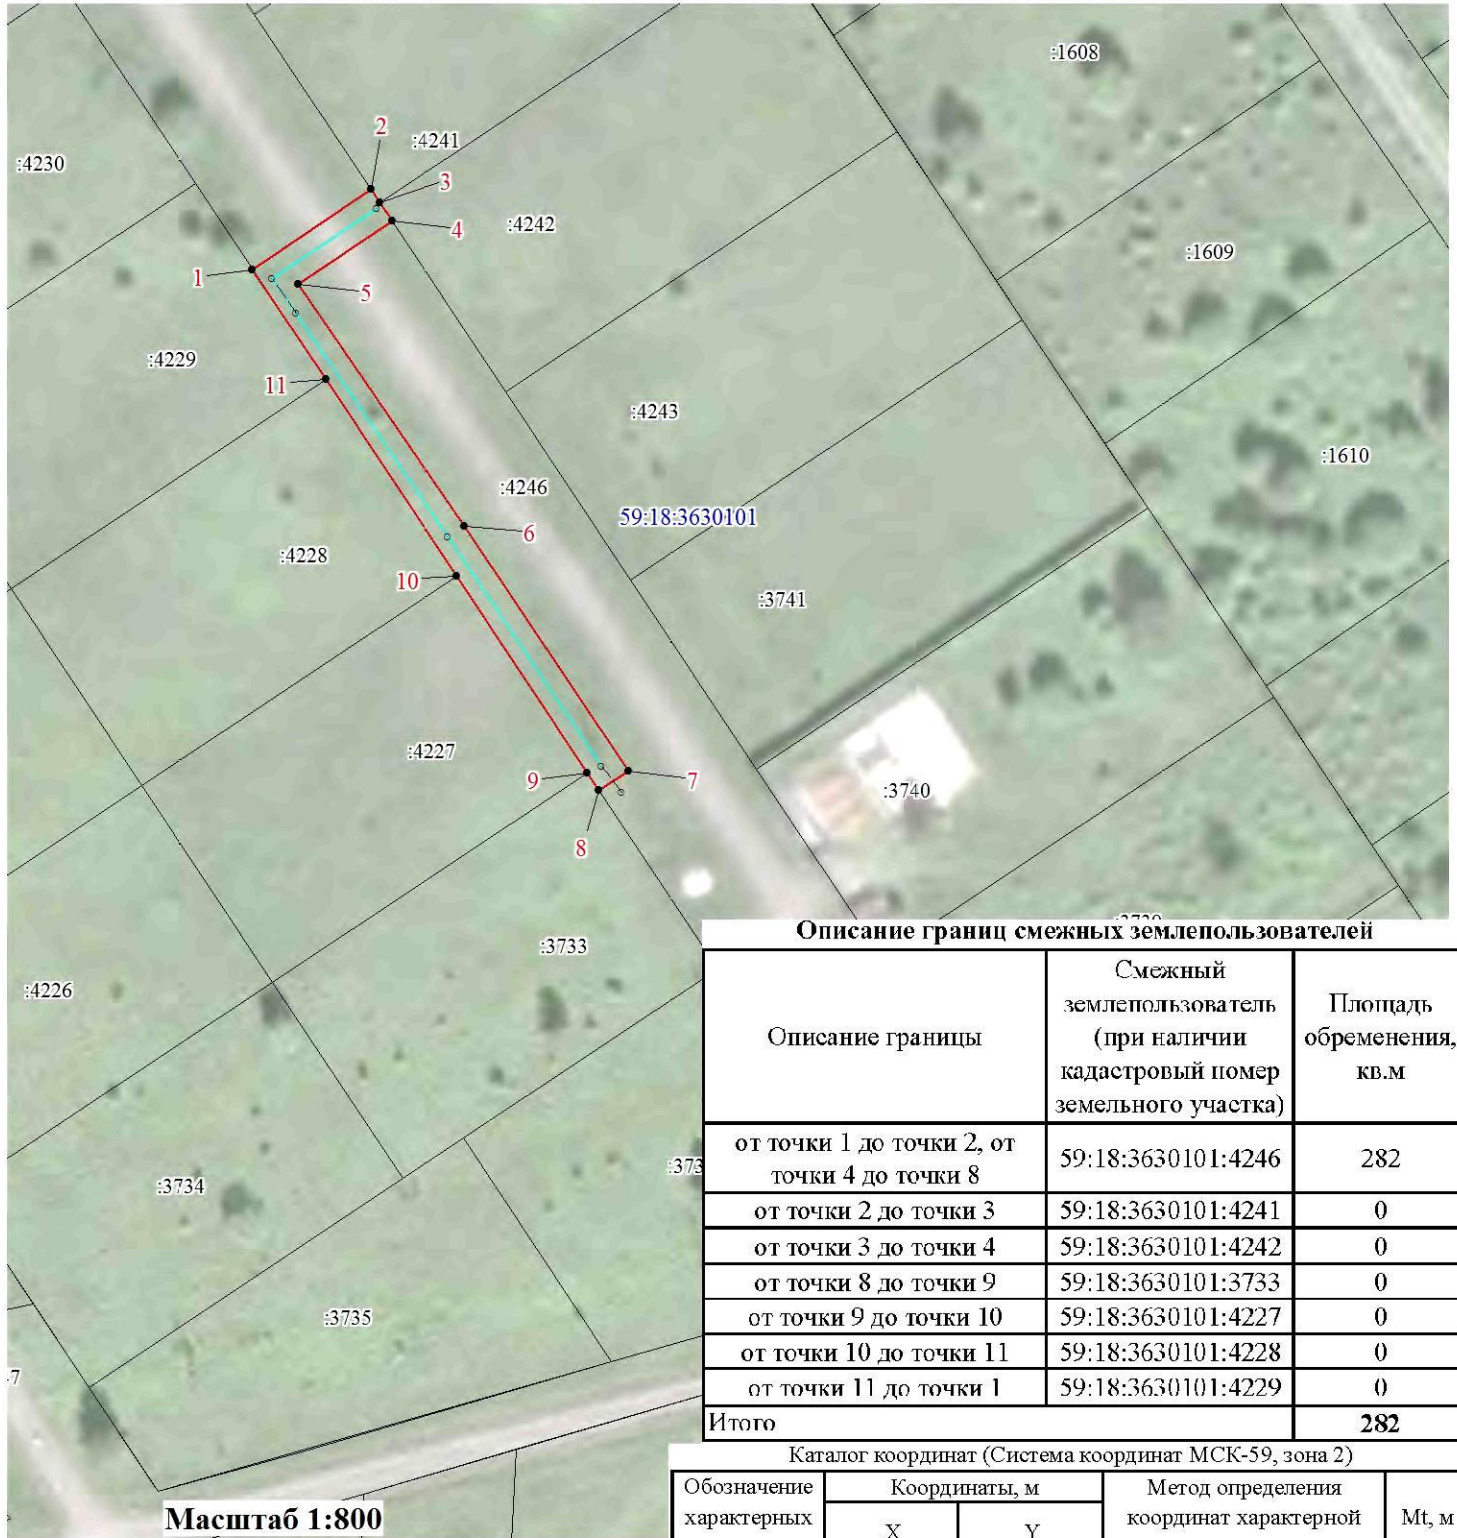 :1608
:4241
:4230
2
3
:4242
4
:1609
1
5
:4229
11
:4243
:1610
:4246
59:18:3630101
6
:4228
10
:3741
:4227
9
7
:3740
8
:3733
:4226
Описание границ смежных землепользователей
Описание границы
Смежный
землепользователь
(при наличии
кадастровый номер
земельного участка)
Площадь
обременения,
кв.м
от точки 1 до точки 2, от
точки 4 до точки 8
59:18:3630101:4246
282
от точки 2 до точки 3
59:18:3630101:4241
0
от точки 3 до точки 4
59:18:3630101:4242
0
от точки 8 до точки 9
59:18:3630101:3733
0
от точки 9 до точки 10
59:18:3630101:4227
0
от точки 10 до точки 11
59:18:3630101:4228
0
от точки 11 до точки 1
59:18:3630101:4229
0
Итого
282
:373
:3734
:3735
Каталог координат (Система координат МСК-59, зона 2)
Обозначение
характерных
Координаты, м
X
Y
Метод определения
координат характерной
Mt, м
Масштаб 1:800